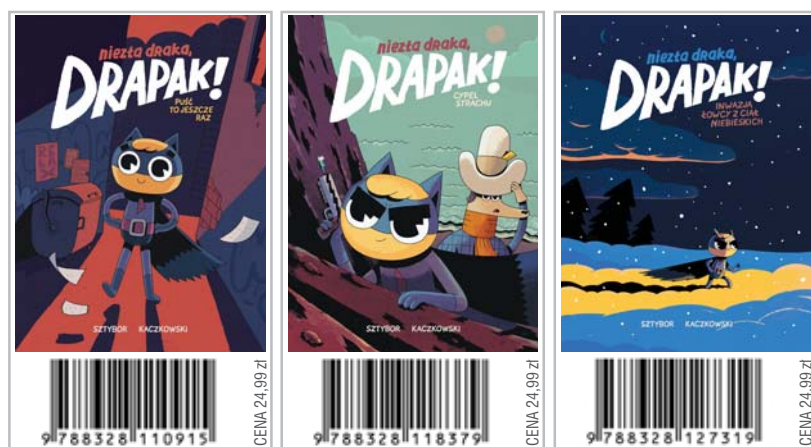 niezła draka,
DRAPAK!
PUŚĆ
TO JESZCZE
RAZ
SZTYBOR KACZKOWSKI
9 788328 110915
CENA 24,99 zł
niezła draka,
DRAPAK!
CYPEL
STRACHU
SZTYBOR KACZKOWSKI
9 788328 118379
CENA 24,99 zł
niezła draka,
DRAPAK!
INWAZJA
ŁOWCY Z CIAŁ
NIEBIESKICH
SZTYBOR KACZKOWSKI
9 788328 127319
CENA 24,99 zł